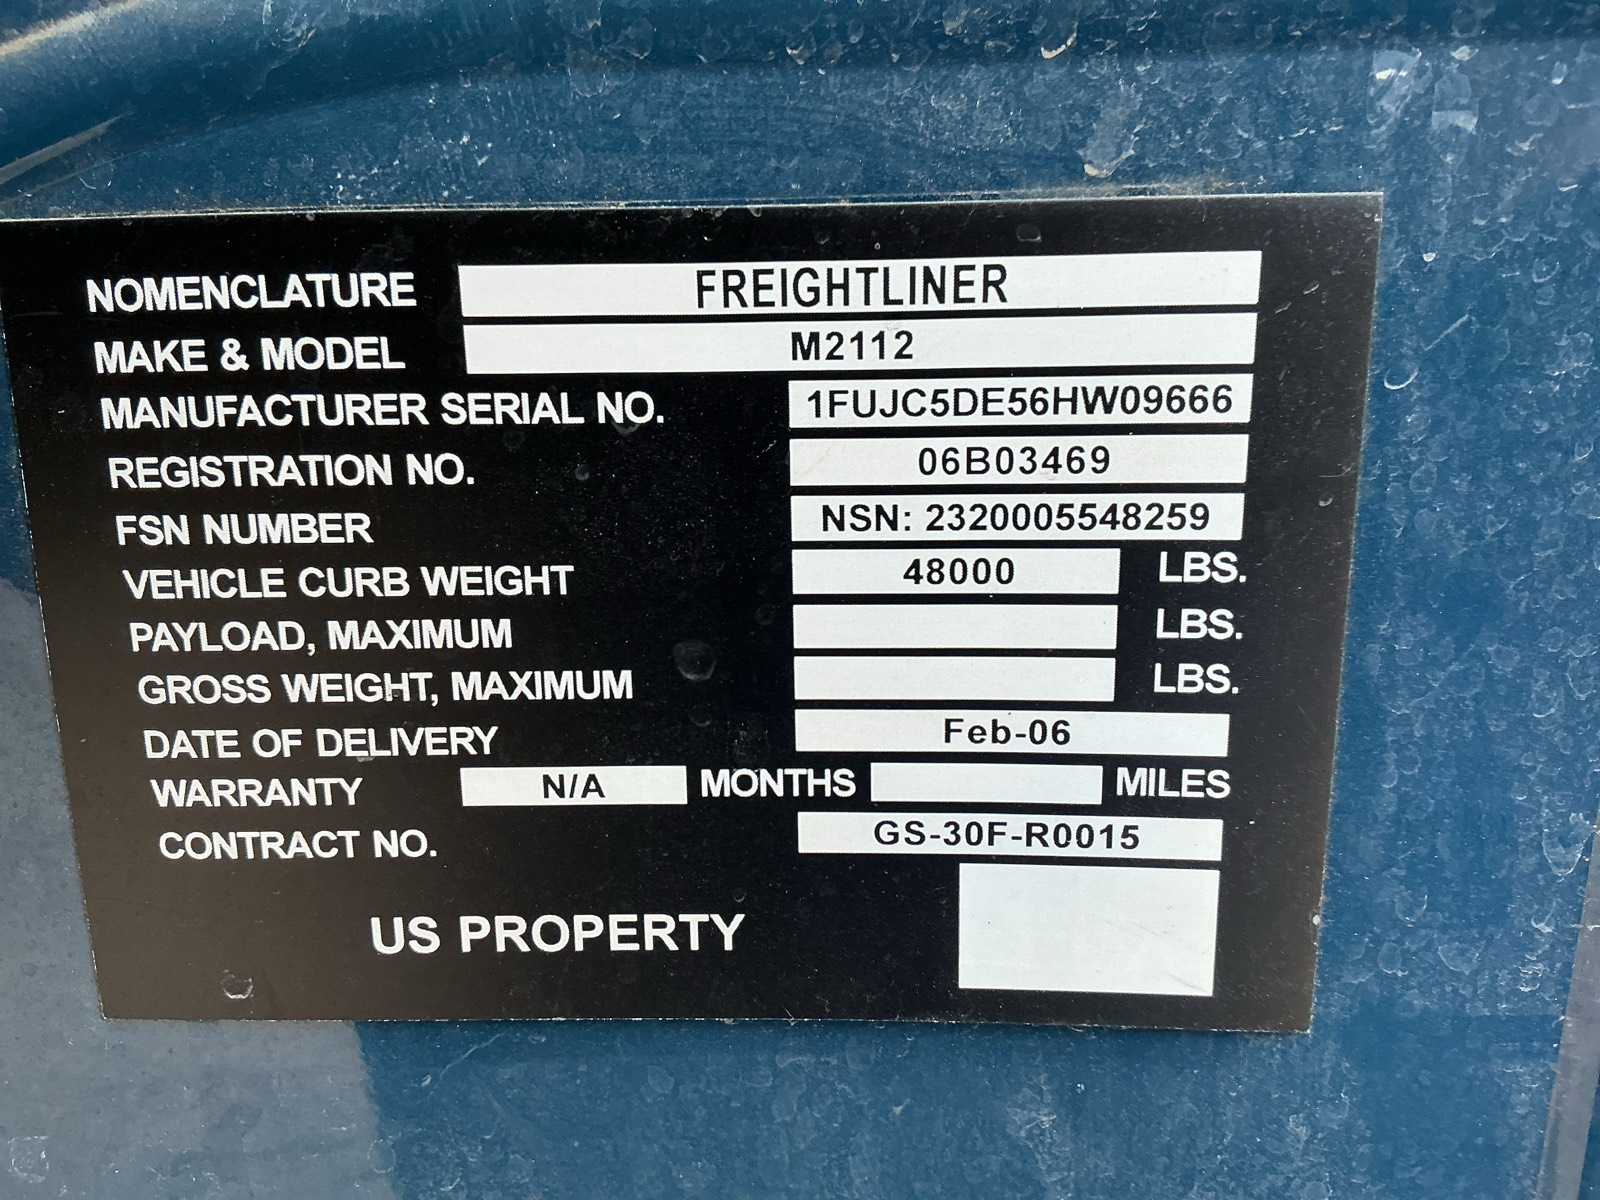 NOMENCLATURE FREIGHTLINER
MAKE & MODEL M2112
MANUFACTURER SERIAL NO. 1FUJC5DE56HW09666
REGISTRATION NO. 06B03469
FSN NUMBER NSN: 2320005548259
VEHICLE CURB WEIGHT 48000 LBS.
PAYLOAD, MAXIMUM LBS.
GROSS WEIGHT, MAXIMUM LBS.
DATE OF DELIVERY Feb-06
WARRANTY N/A MONTHS MILES
CONTRACT NO. GS-30F-R0015
US PROPERTY